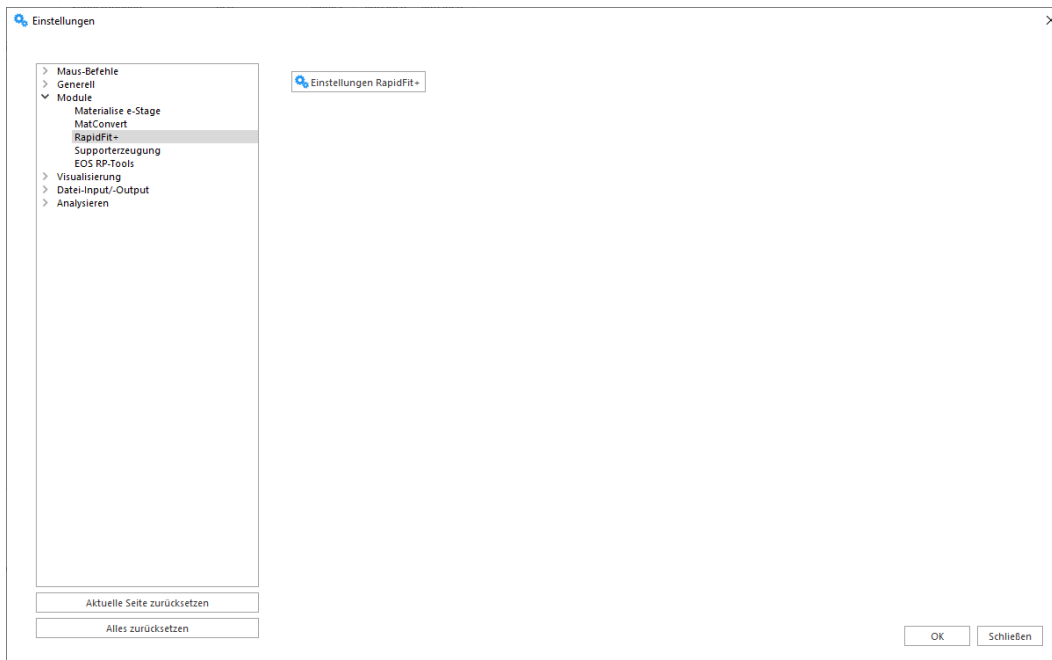 Einstellungen
Maus-Befehle
Generell
Module
Materialise e-Stage
MatConvert
RapidFit+
Supporterzeugung
EOS RP-Tools
Visualisierung
Datei-Input/-Output
Analysieren
Einstellungen RapidFit+
Aktuelle Seite zurücksetzen
Alles zurücksetzen
OK
Schließen